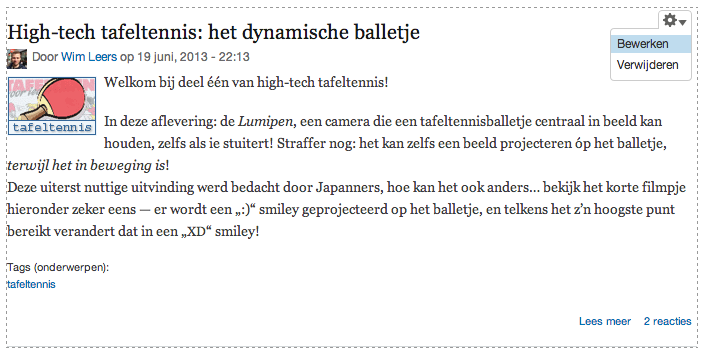 High-tech tafeltennis: het dynamische balletje
Bewerken
Verwijderen
Door Wim Leers op 19 juni, 2013 - 22:13
tafeltennis
Welkom bij deel één van high-tech tafeltennis!
In deze aflevering: de Lumipen, een camera die een tafeltennisballetje centraal in beeld kan
houden, zelfs als ie stuitert! Straffer nog: het kan zelfs een beeld projecteren óp het balletje,
terwijl het in beweging is!
Deze uiterst nuttige uitvinding werd bedacht door Japanners, hoe kan het ook anders… bekijk het korte filmpje
hieronder zeker eens — er wordt een „:)“ smiley geprojecteerd op het balletje, en telkens het z’n hoogste punt
bereikt verandert dat in een „XD“ smiley!
Tags (onderwerpen):
tafeltennis
Lees meer 2 reacties